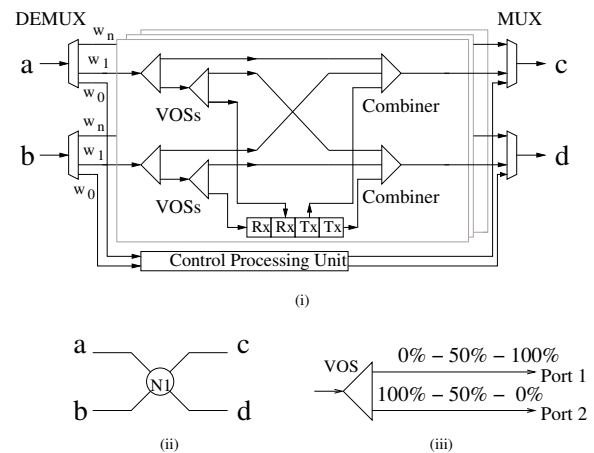 DEMUX
MUX
w n
a
w 1
c
w 0
VOSs
Combiner
w n
b
w 1
d
w 0
VOSs
Combiner
Rx Rx Tx Tx
Control Processing Unit
(i)
a
c
N1
b
d
(ii)
VOS
0% – 50% – 100%
Port 1
100% – 50% – 0%
Port 2
(iii)